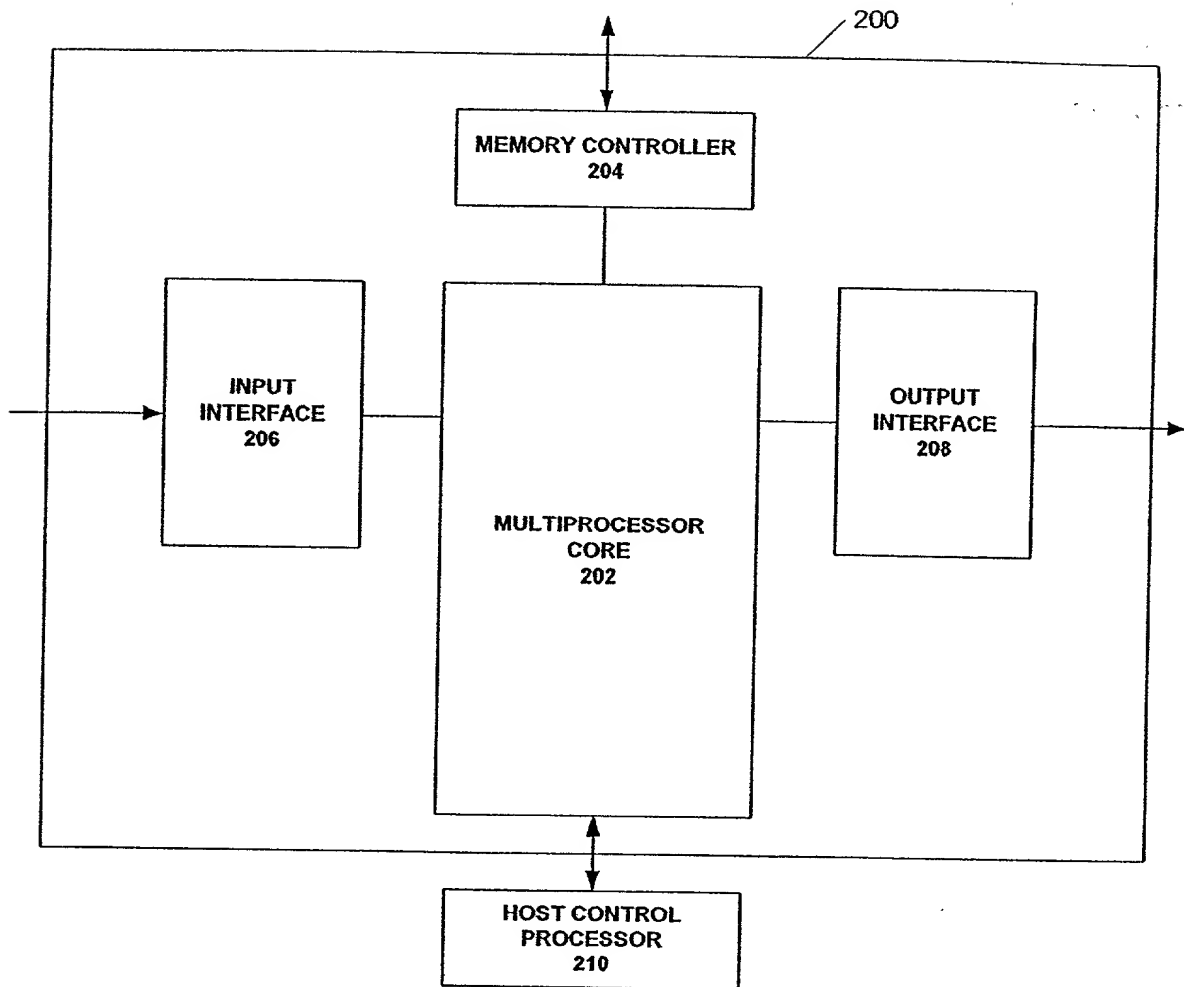 200
MEMORY CONTROLLER
204
INPUT
INTERFACE
206
MULTIPROCESSOR
CORE
202
OUTPUT
INTERFACE
208
HOST CONTROL
PROCESSOR
210